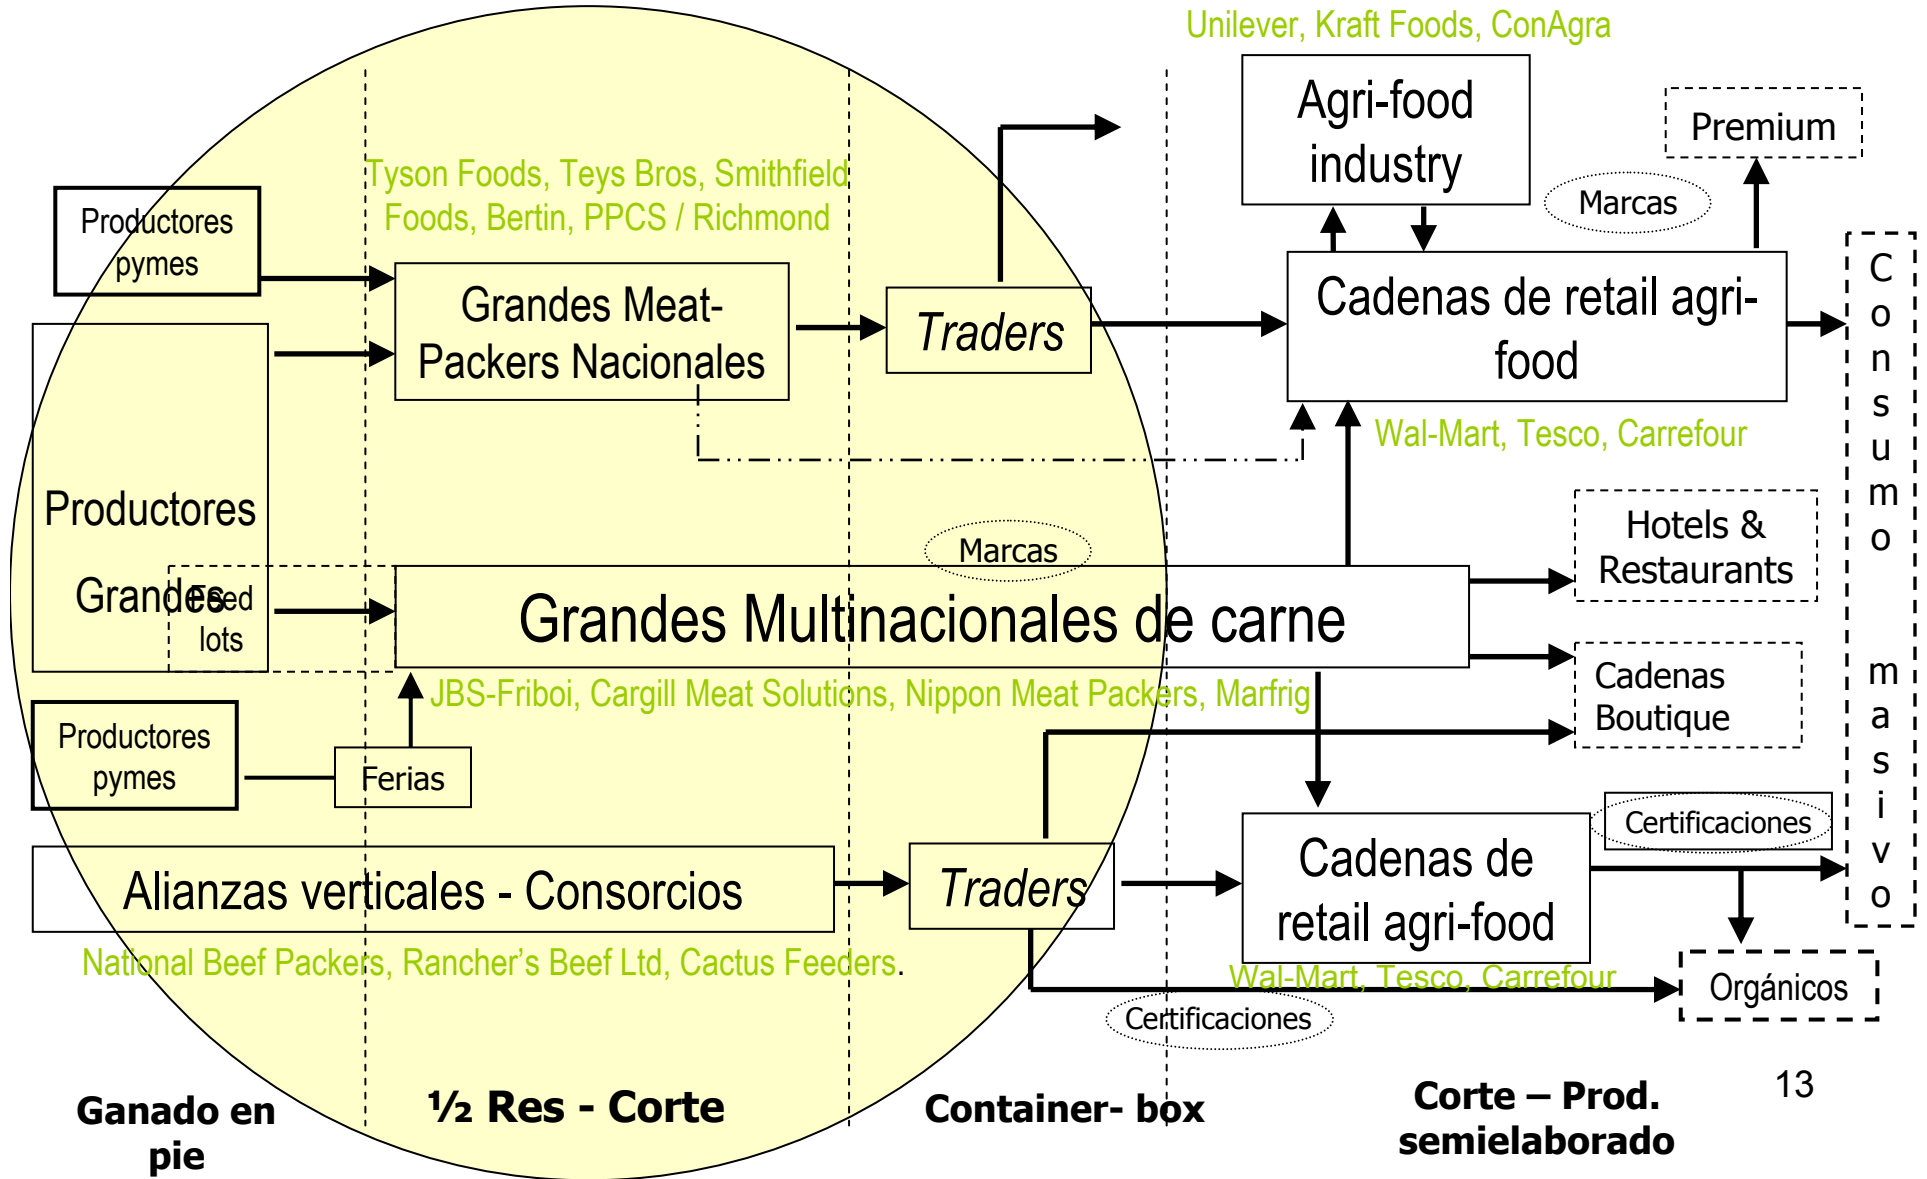 Unilever, Kraft Foods, ConAgra
Agri-food
industry
Premium
Marcas
Tyson Foods, Teys Bros, Smithfield
Foods, Bertin, PPCS / Richmond
Productores
pymes
Grandes Meat-
Packers Nacionales
Traders
Cadenas de retail agri-
food
Wal-Mart, Tesco, Carrefour
Consumo masivo
Productores
Grandes
Feed
lots
Marcas
Grandes Multinacionales de carne
Hotels &
Restaurants
JBS-Friboi, Cargill Meat Solutions, Nippon Meat Packers, Marfrig
Cadenas
Boutique
Productores
pymes
Ferias
Certificaciones
Alianzas verticales - Consorcios
Traders
Cadenas de
retail agri-food
National Beef Packers, Rancher's Beef Ltd, Cactus Feeders.
Wal-Mart, Tesco, Carrefour
Orgánicos
Certificaciones
Ganado en
pie
½ Res - Corte
Container- box
Corte – Prod.
semielaborado
13